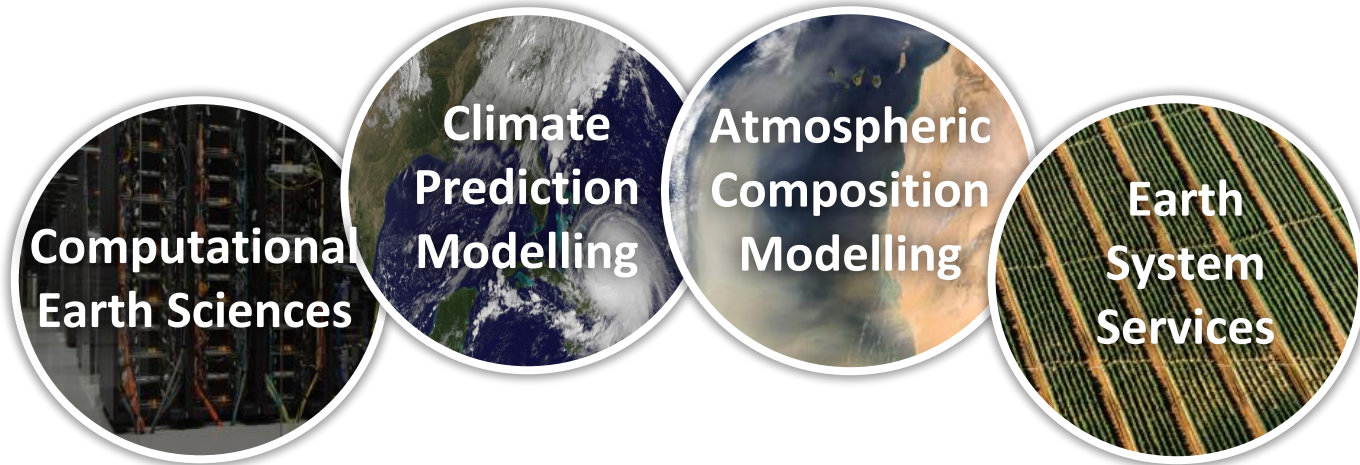 Computational
Earth Sciences
Climate
Prediction
Modelling
Atmospheric
Composition
Modelling
Earth
System
Services